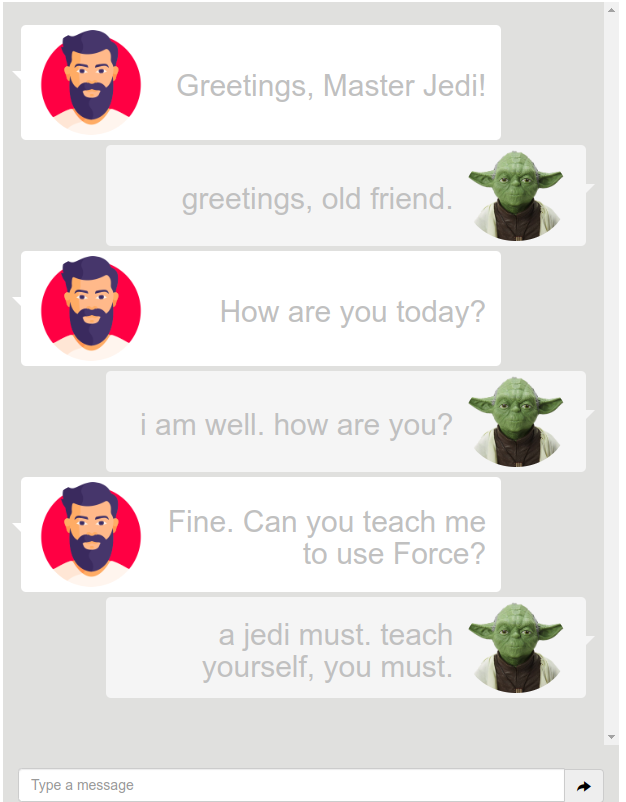 Greetings, Master Jedi!
greetings, old friend.
How are you today?
i am well. how are you?
Fine. Can you teach me
to use Force?
a jedi must. teach
yourself, you must.
Type a message